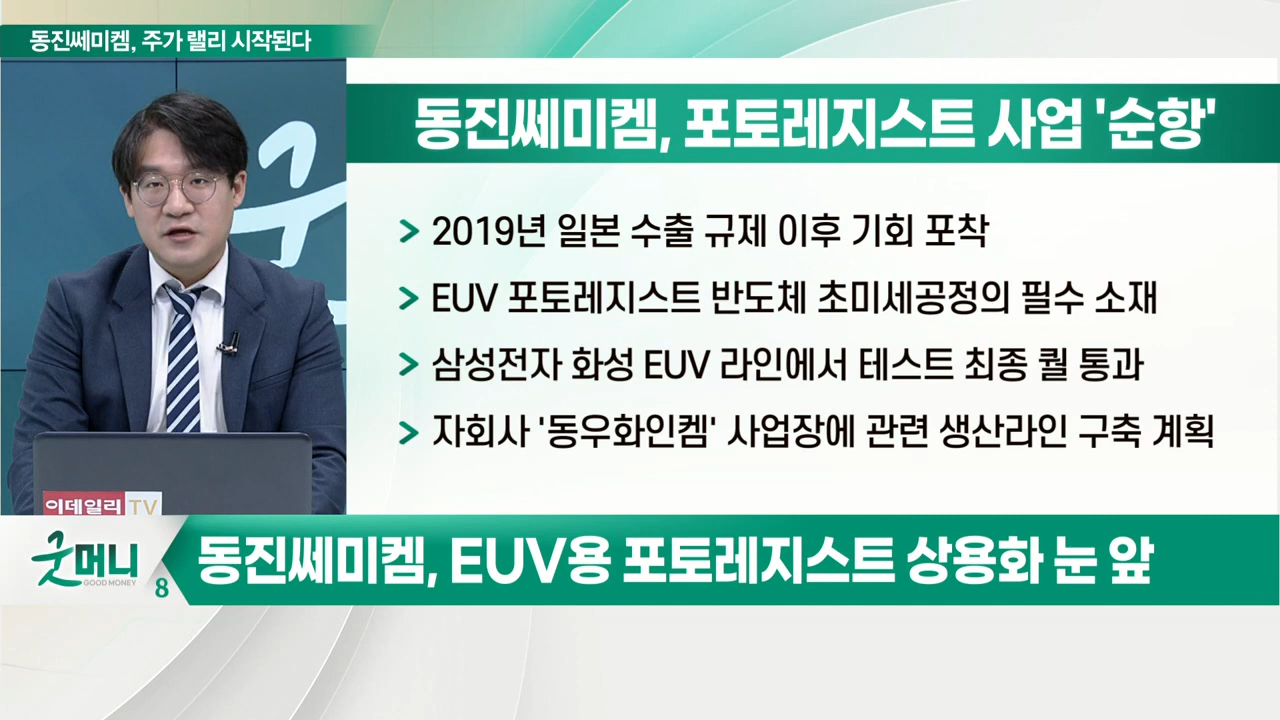 동진쎄미켐, 주가 랠리 시작된다
동진쎄미켐, 포토레지스트 사업 '순항'
> 2019년 일본 수출 규제 이후 기회 포착
> EUV 포토레지스트 반도체 초미세공정의 필수 소재
> 삼성전자 화성 EUV 라인에서 테스트 최종 퀄 통과
> 자회사 '동우화인켐' 사업장에 관련 생산라인 구축 계획
이데일리 TV
굿머니
GOOD MONEY
8
동진쎄미켐, EUV용 포토레지스트 상용화 눈 앞